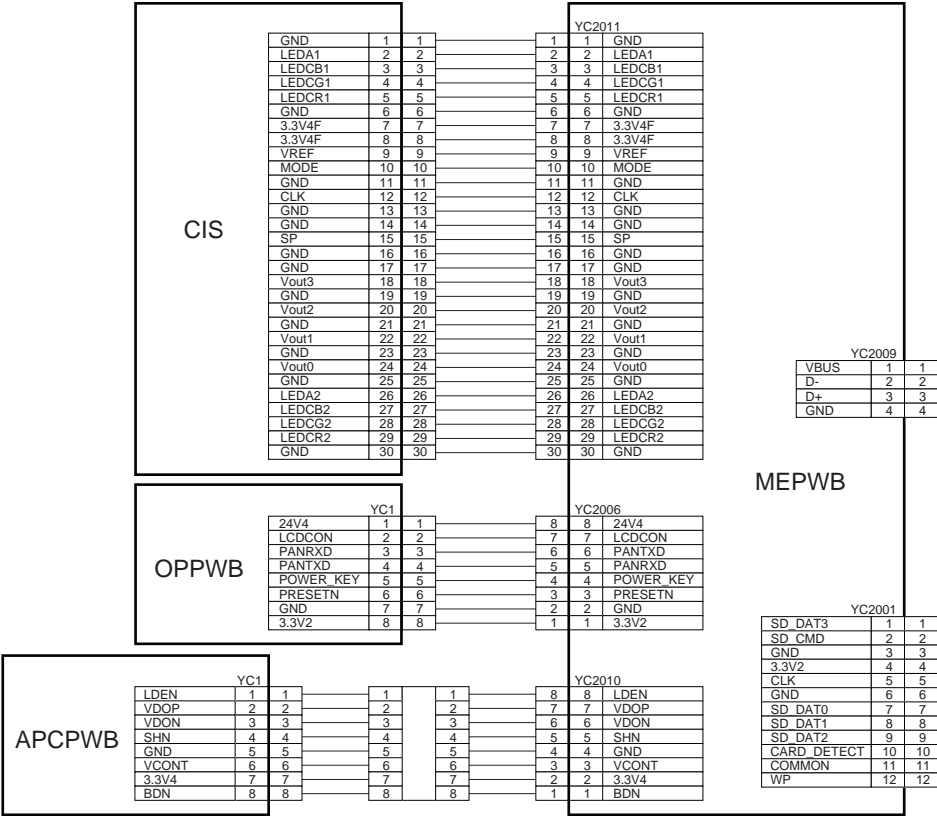 CIS
YC2011
GND 1 1 1 1 GND
LEDA1 2 2 2 2 LEDA1
LEDCB1 3 3 3 3 LEDCB1
LEDCG1 4 4 4 4 LEDCG1
LEDCR1 5 5 5 5 LEDCR1
GND 6 6 6 6 GND
3.3V4F 7 7 7 7 3.3V4F
3.3V4F 8 8 8 8 3.3V4F
VREF 9 9 9 9 VREF
MODE 10 10 10 10 MODE
GND 11 11 11 11 GND
CLK 12 12 12 12 CLK
GND 13 13 13 13 GND
GND 14 14 14 14 GND
SP 15 15 15 15 SP
GND 16 16 16 16 GND
GND 17 17 17 17 GND
Vout3 18 18 18 18 Vout3
GND 19 19 19 19 GND
Vout2 20 20 20 20 Vout2
GND 21 21 21 21 GND
Vout1 22 22 22 22 Vout1
GND 23 23 23 23 GND
Vout0 24 24 24 24 Vout0
GND 25 25 25 25 GND
LEDA2 26 26 26 26 LEDA2
LEDCB2 27 27 27 27 LEDCB2
LEDCG2 28 28 28 28 LEDCG2
LEDCR2 29 29 29 29 LEDCR2
GND 30 30 30 30 GND
YC2009
VBUS 1 1
D- 2 2
D+ 3 3
GND 4 4
MEPWB
OPPWB
YC1 YC2006
24V4 1 1 8 8 24V4
LCDCON 2 2 7 7 LCDCON
PANRXD 3 3 6 6 PANTXD
PANTXD 4 4 5 5 PANRXD
POWER_KEY 5 5 4 4 POWER_KEY
PRESETN 6 6 3 3 PRESETN
GND 7 7 2 2 GND
3.3V2 8 8 1 1 3.3V2
YC2001
SD_DAT3 1 1
SD_CMD 2 2
GND 3 3
3.3V2 4 4
CLK 5 5
GND 6 6
SD_DAT0 7 7
SD_DAT1 8 8
SD_DAT2 9 9
CARD_DETECT 10 10
COMMON 11 11
WP 12 12
APCPWB
YC1 YC2010
LDEN 1 1 1 1 8 8 LDEN
VDOP 2 2 2 2 7 7 VDOP
VDON 3 3 3 3 6 6 VDON
SHN 4 4 4 4 5 5 SHN
GND 5 5 5 5 4 4 GND
VCONT 6 6 6 6 3 3 VCONT
3.3V4 7 7 7 7 2 2 3.3V4
BDN 8 8 8 8 1 1 BDN